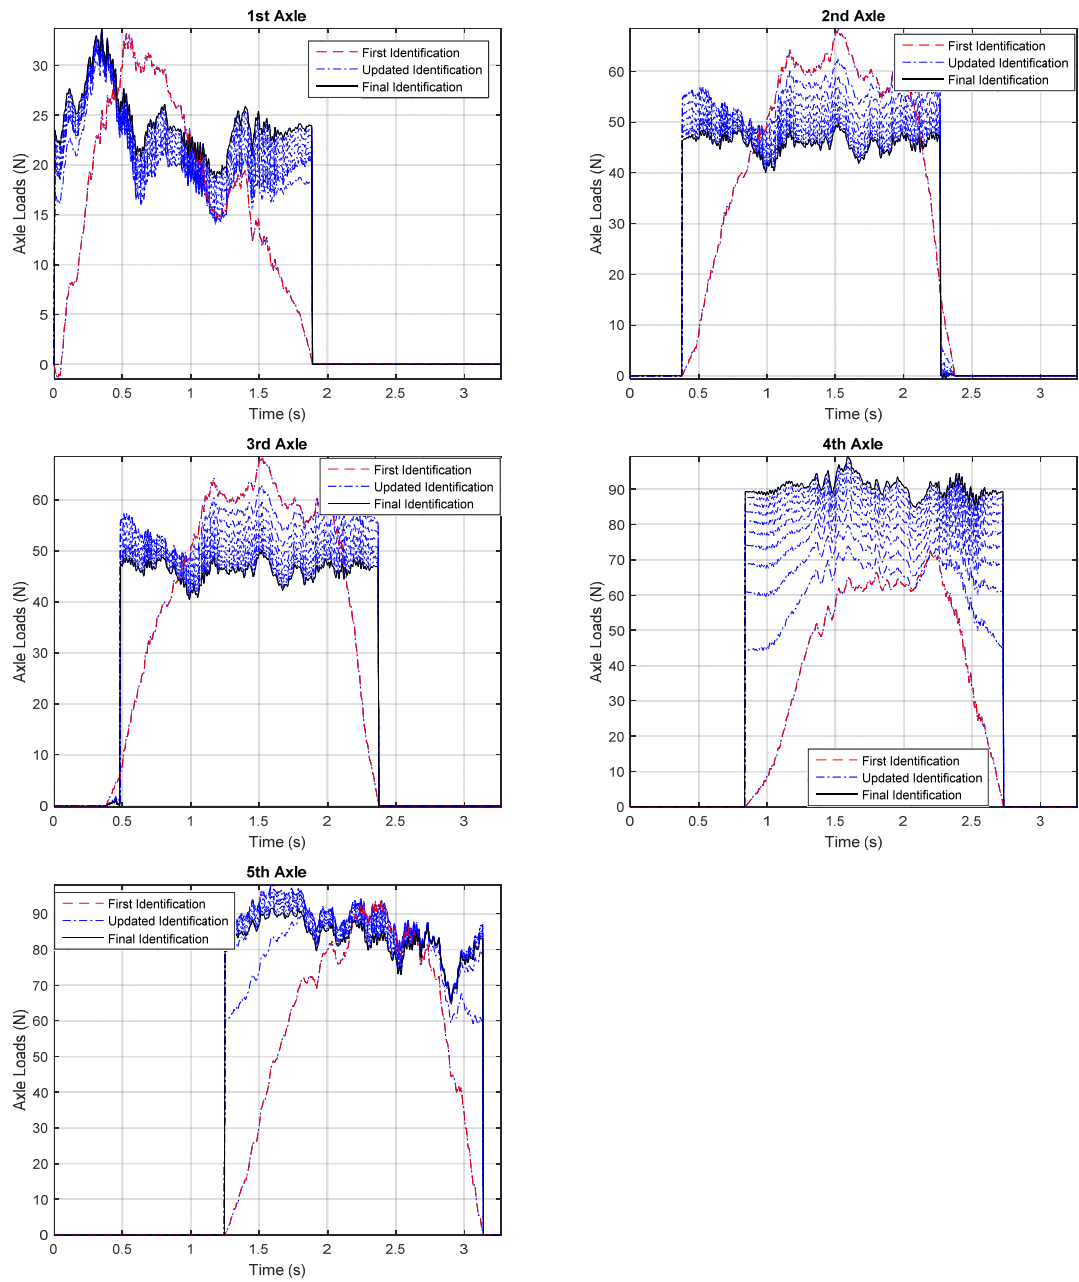 1st Axle
First Identification
Updated Identification
Final Identification
30
25
20
15
10
5
0
Axle Loads (N)
0 0.5 1 1.5 2 2.5 3
Time (s)
2nd Axle
First Identification
Updated Identification
Final Identification
60
50
40
30
20
10
0
Axle Loads (N)
0 0.5 1 1.5 2 2.5 3
Time (s)
3rd Axle
First Identification
Updated Identification
Final Identification
60
50
40
30
20
10
0
Axle Loads (N)
0 0.5 1 1.5 2 2.5 3
Time (s)
4th Axle
90
80
70
60
50
40
30
20
10
0
Axle Loads (N)
First Identification
Updated Identification
Final Identification
0 0.5 1 1.5 2 2.5 3
Time (s)
5th Axle
First Identification
Updated Identification
Final Identification
90
80
70
60
50
40
30
20
10
0
Axle Loads (N)
0 0.5 1 1.5 2 2.5 3
Time (s)